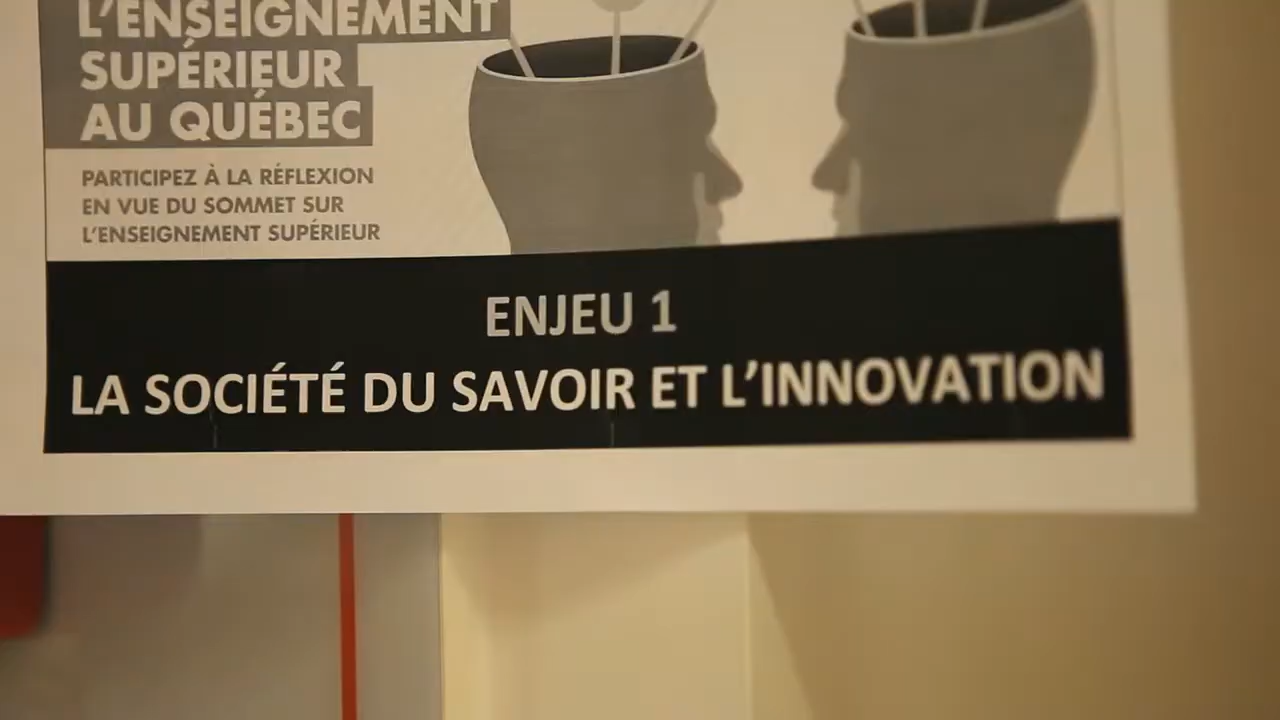 L'ENSEIGNEMENT
SUPÉRIEUR
AU QUÉBEC
PARTICIPEZ À LA RÉFLEXION
EN VUE DU SOMMET SUR
L'ENSEIGNEMENT SUPÉRIEUR
ENJEU 1
LA SOCIÉTÉ DU SAVOIR ET L'INNOVATION